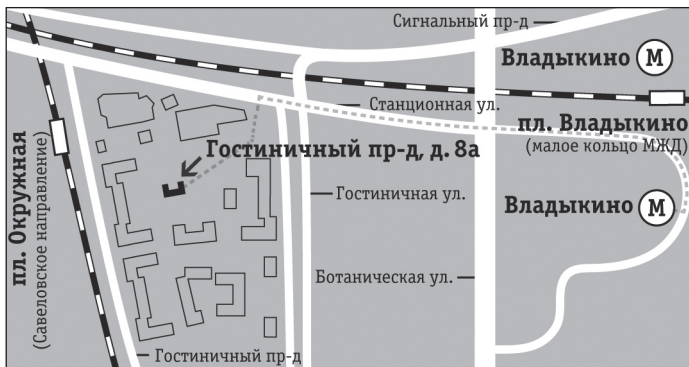 Сигнальный пр-д
Владыкино М
Станционная ул.
пл. Владыкино
(малое кольцо МЖД)
Гостиничный пр-д, д. 8а
Гостиничная ул.
Владыкино М
пл. Окружная
(Савеловское направление)
Ботаническая ул.
Гостиничный пр-д